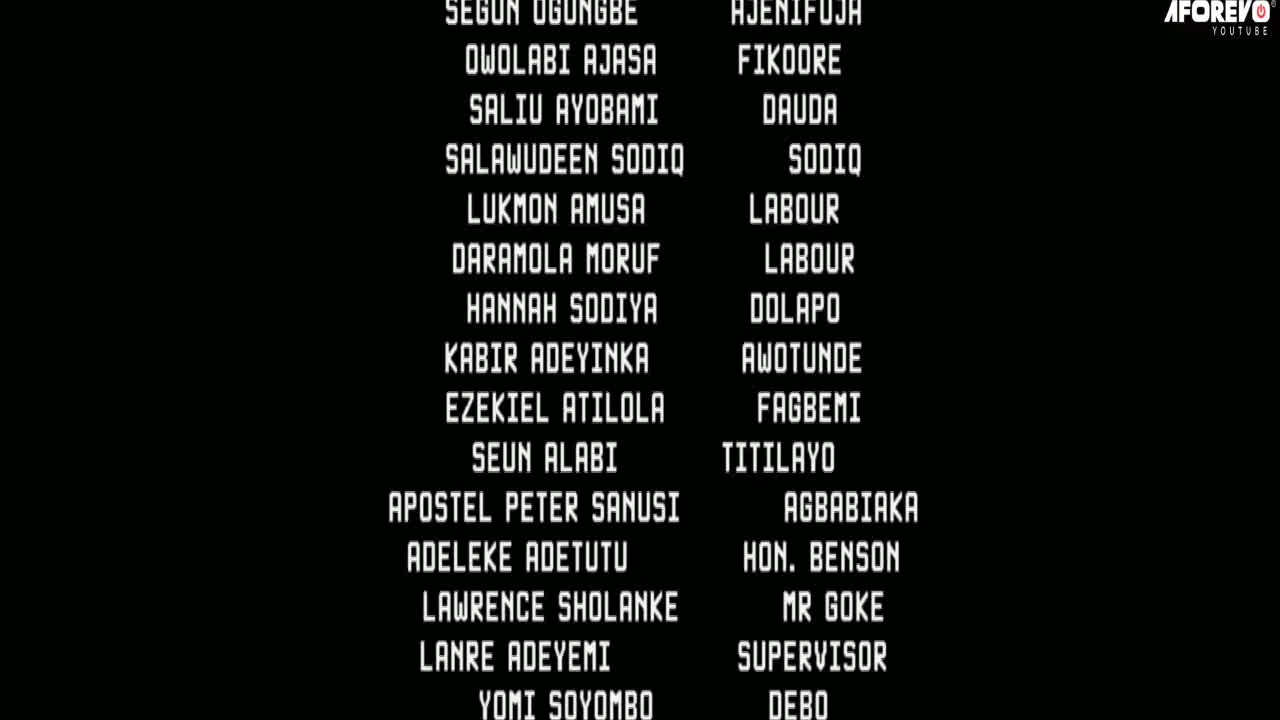 SEGUN OGUNGBE AJENIFUJA
AFOREVO
YOUTUBE
OWOLABI AJASA FIKOORE
SALIU AYOBAMI DAUDA
SALAWUDEEN SODIQ SODIQ
LUKMON AMUSA LABOUR
DARAMOLA MORUF LABOUR
HANNAH SODIYA DOLAPO
KABIR ADEYINKA AWOTUNDE
EZEKIEL ATILOLA FAGBEMI
SEUN ALABI TITILAYO
APOSTEL PETER SANUSI AGBABIAKA
ADELEKE ADETUTU HON. BENSON
LAWRENCE SHOLANKE MR GOKE
LANRE ADEYEMI SUPERVISOR
YOMI SOYOMBO DEBO